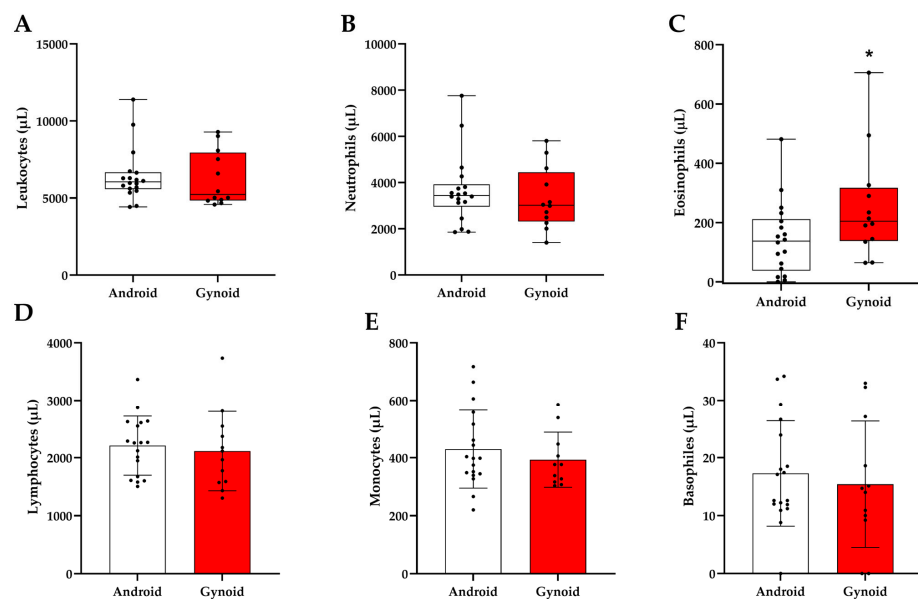 A
Leukocytes (μL)
15000
10000
5000
0
Android
Gynoid
B
Neutrophils (μL)
10000
8000
6000
4000
2000
0
Android
Gynoid
C
Eosinophils (μL)
800
600
400
200
0
*
Android
Gynoid
D
Lymphocytes (μL)
4000
3000
2000
1000
0
Android
Gynoid
E
Monocytes (μL)
800
600
400
200
0
Android
Gynoid
F
Basophiles (μL)
40
30
20
10
0
Android
Gynoid